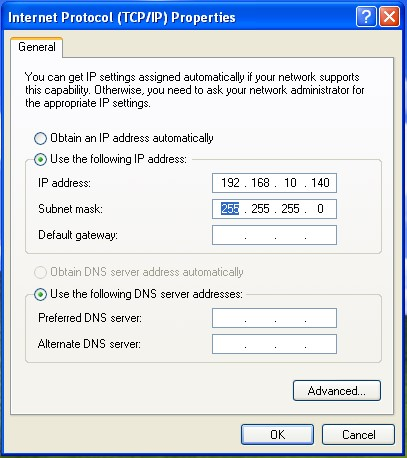 Internet Protocol (TCP/IP) Properties
General
You can get IP settings assigned automatically if your network supports
this capability. Otherwise, you need to ask your network administrator for
the appropriate IP settings.
Obtain an IP address automatically
Use the following IP address:
IP address: 192 . 168 . 10 . 140
Subnet mask: 255 . 255 . 255 . 0
Default gateway: . . .
Obtain DNS server address automatically
Use the following DNS server addresses:
Preferred DNS server: . . .
Alternate DNS server: . . .
Advanced...
OK Cancel